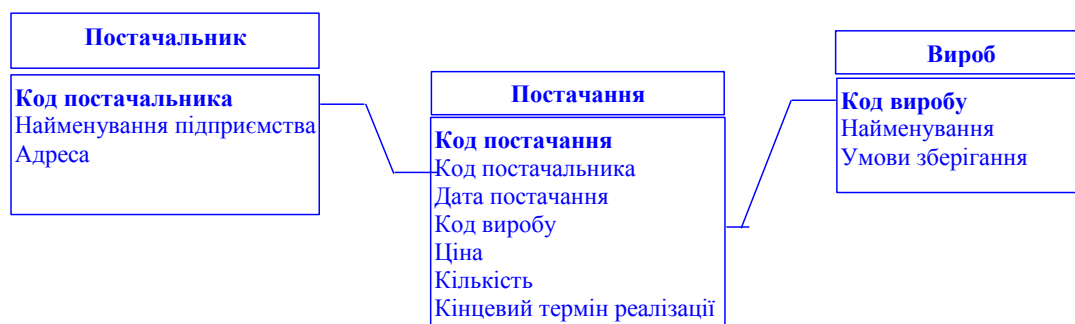 Постачальник
Код постачальника
Найменування підприємства
Адреса
Постачання
Код постачання
Код постачальника
Дата постачання
Код виробу
Ціна
Кількість
Кінцевий термін реалізації
Вироб
Код виробу
Найменування
Умови зберігання